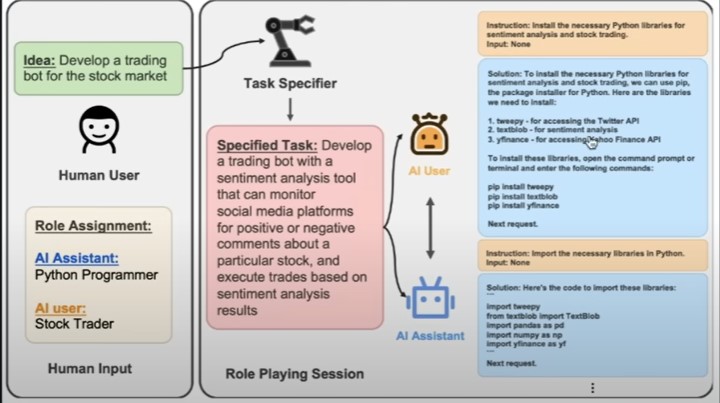 Idea: Develop a trading
bot for the stock market
Human User
Role Assignment:
AI Assistant:
Python Programmer
AI user:
Stock Trader
Human Input
Task Specifier
Specified Task: Develop
a trading bot with a
sentiment analysis tool
that can monitor
social media platforms
for positive or negative
comments about a
particular stock, and
execute trades based on
sentiment analysis
results
AI User
AI Assistant
Role Playing Session
Instruction: Install the necessary Python libraries for
sentiment analysis and stock trading.
Input: None
Solution: To install the necessary Python libraries for
sentiment analysis and stock trading, we can use pip,
the package installer for Python. Here are the libraries
we need to install:
1. tweepy - for accessing the Twitter API
2. textblob - for sentiment analysis
3. yfinance - for accessing Yahoo Finance API
To install these libraries, open the command prompt or
terminal and enter the following commands:
pip install tweepy
pip install textblob
pip install yfinance
Next request.
Instruction: Import the necessary libraries in Python.
Input: None
Solution: Here's the code to import these libraries:
```
import tweepy
from textblob import TextBlob
import pandas as pd
import numpy as np
import yfinance as yf
```
Next request.